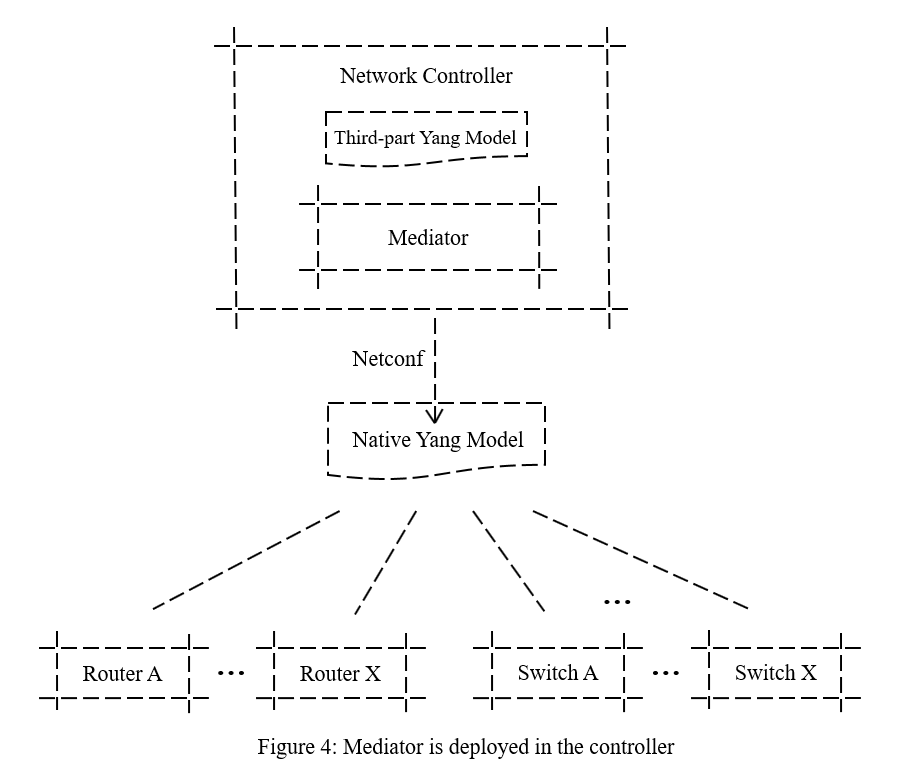 Network Controller
Third-part Yang Model
Mediator
Netconf
Native Yang Model
...
Router A ... Router X Switch A ... Switch X
Figure 4: Mediator is deployed in the controller